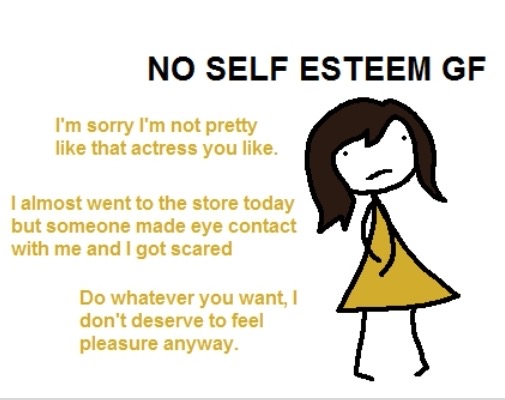 NO SELF ESTEEM GF
I'm sorry I'm not pretty
like that actress you like.
I almost went to the store today
but someone made eye contact
with me and I got scared
Do whatever you want, I
don't deserve to feel
pleasure anyway.